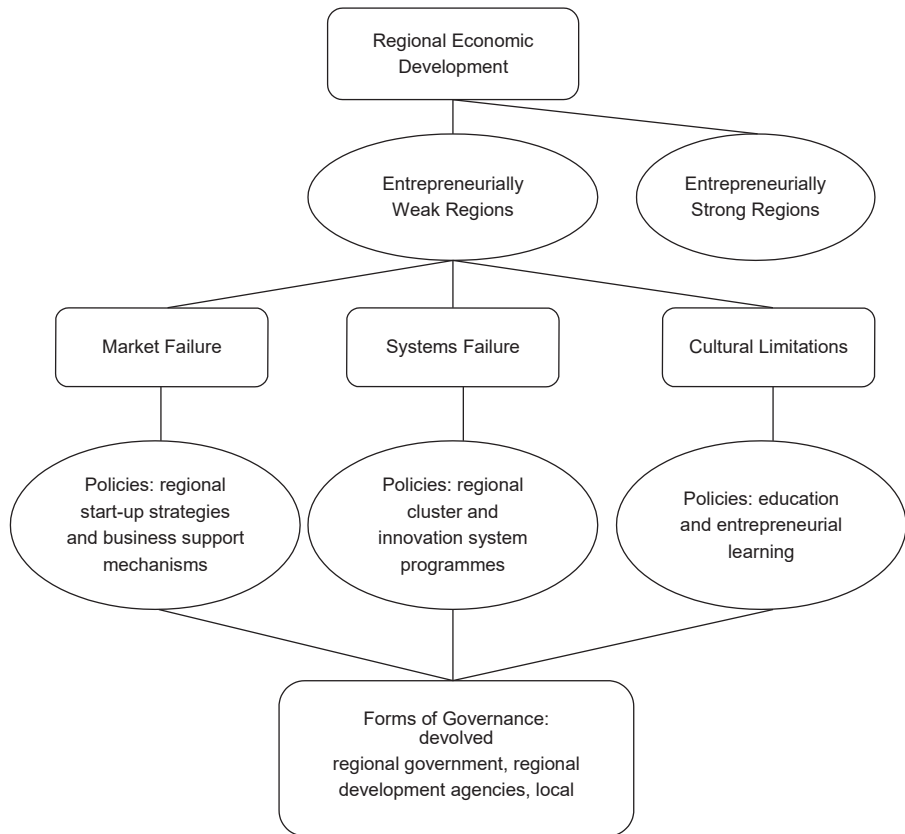 Regional Economic
Development
Entrepreneurially
Weak Regions
Entrepreneurially
Strong Regions
Market Failure
Systems Failure
Cultural Limitations
Policies: regional
start-up strategies
and business support
mechanisms
Policies: regional
cluster and
innovation system
programmes
Policies: education
and entrepreneurial
learning
Forms of Governance:
devolved
regional government, regional
development agencies, local